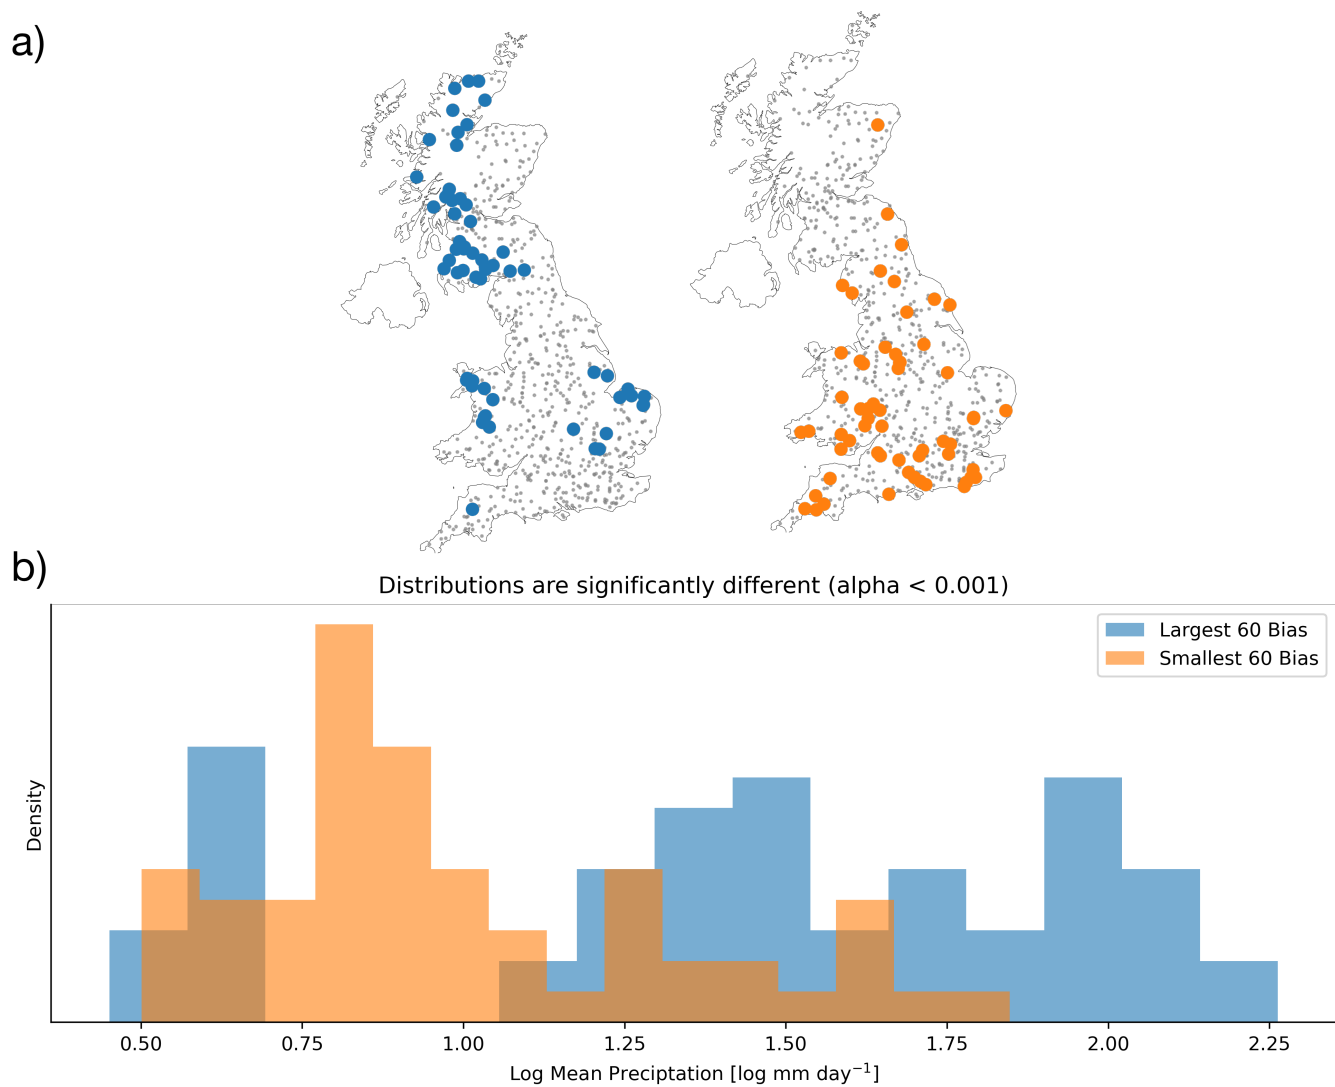 a)
b)
Distributions are significantly different (alpha < 0.001)
Largest 60 Bias
Smallest 60 Bias
Density
0.50 0.75 1.00 1.25 1.50 1.75 2.00 2.25
Log Mean Preciptation [log mm day⁻¹]